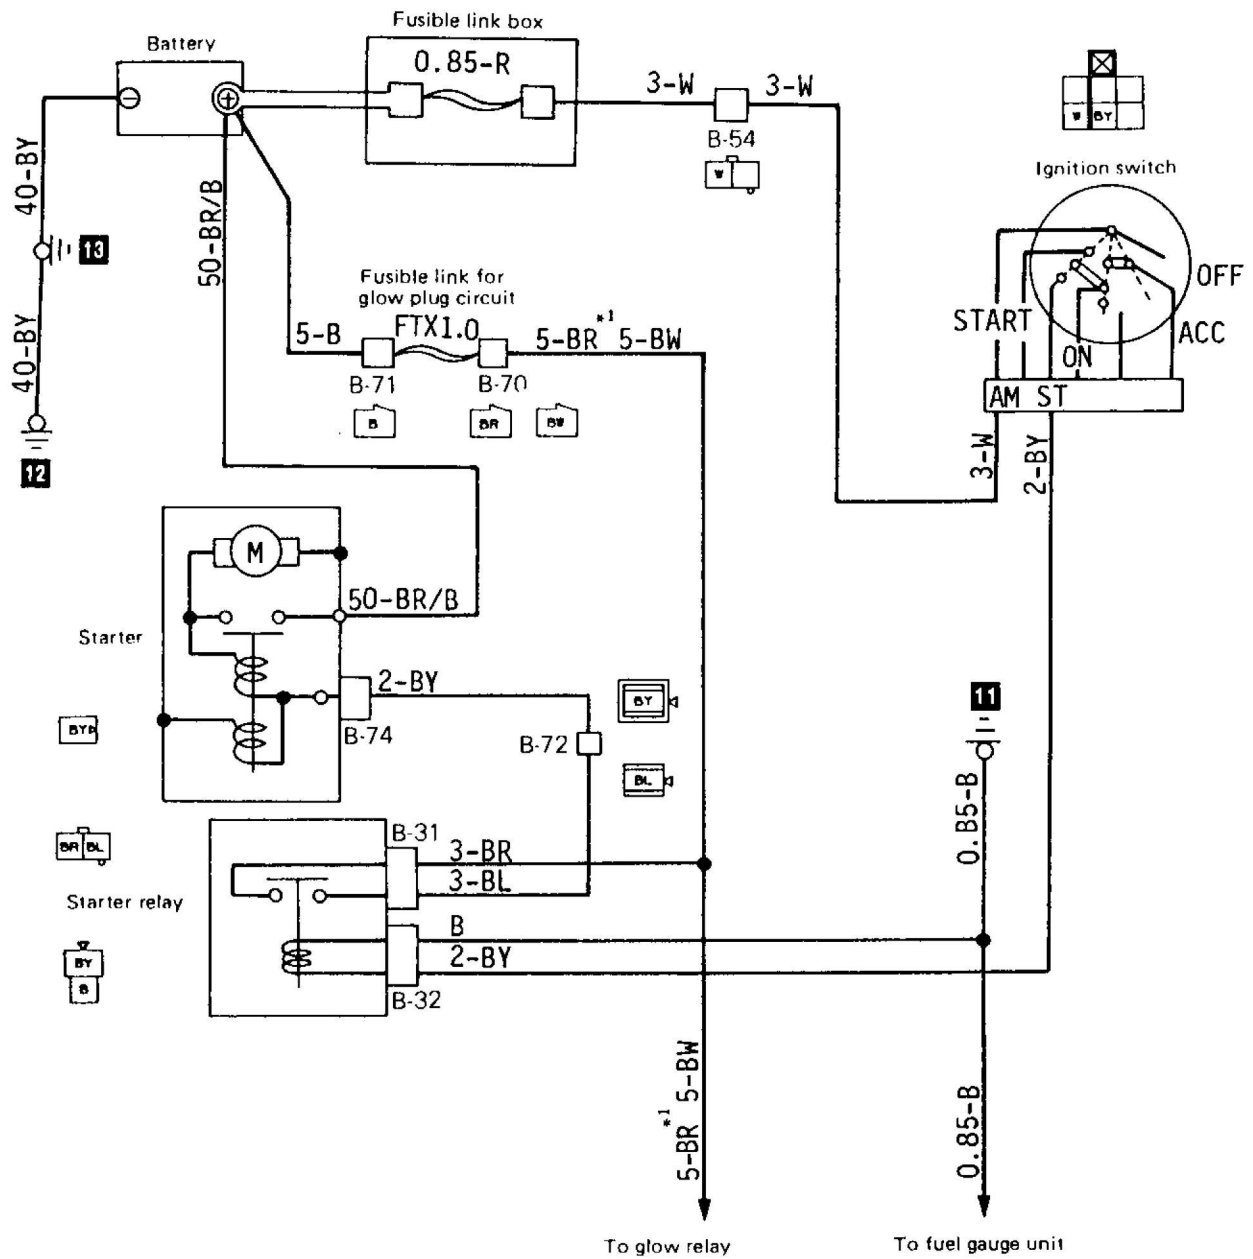 Fusible link box
Battery
0.85-R
3-W
3-W
B-54
W
W
BY
Ignition switch
40-BY
13
50-BR/B
Fusible link for
glow plug circuit
FTX1.0
5-B
5-BR*1 5-BW
B-71
B-70
B
BR
BW
OFF
START
ACC
ON
AM ST
40-BY
12
3-W
2-BY
M
50-BR/B
Starter
2-BY
BY
11
BY
B-74
B-72
BL
0.85-B
B-31
BR BL
3-BR
3-BL
Starter relay
B
BY
2-BY
B
B-32
5-BR*1 5-BW
0.85-B
To glow relay
To fuel gauge unit